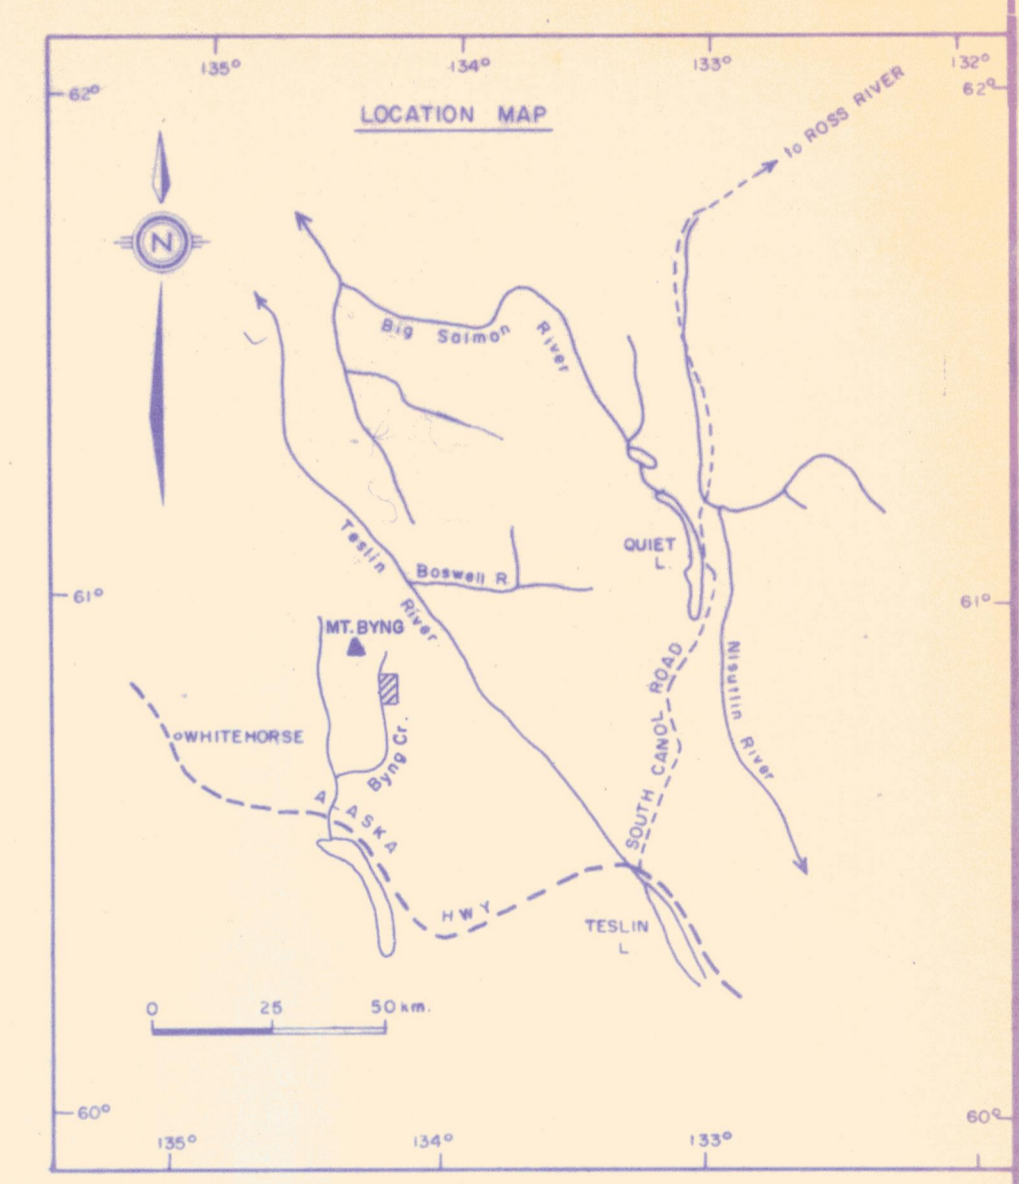 135° 134° 133° 132°
62° 62°
LOCATION MAP
to ROSS RIVER
N
Big Salmon River
Teslin River
QUIET
L.
Boswell R.
61° 61°
MT. BYNG
Nisutlin River
SOUTH CANOL ROAD
WHITEHORSE
Byng Cr.
ALASKA HWY
TESLIN
L
0 25 50 km.
60° 60°
135° 134° 133°